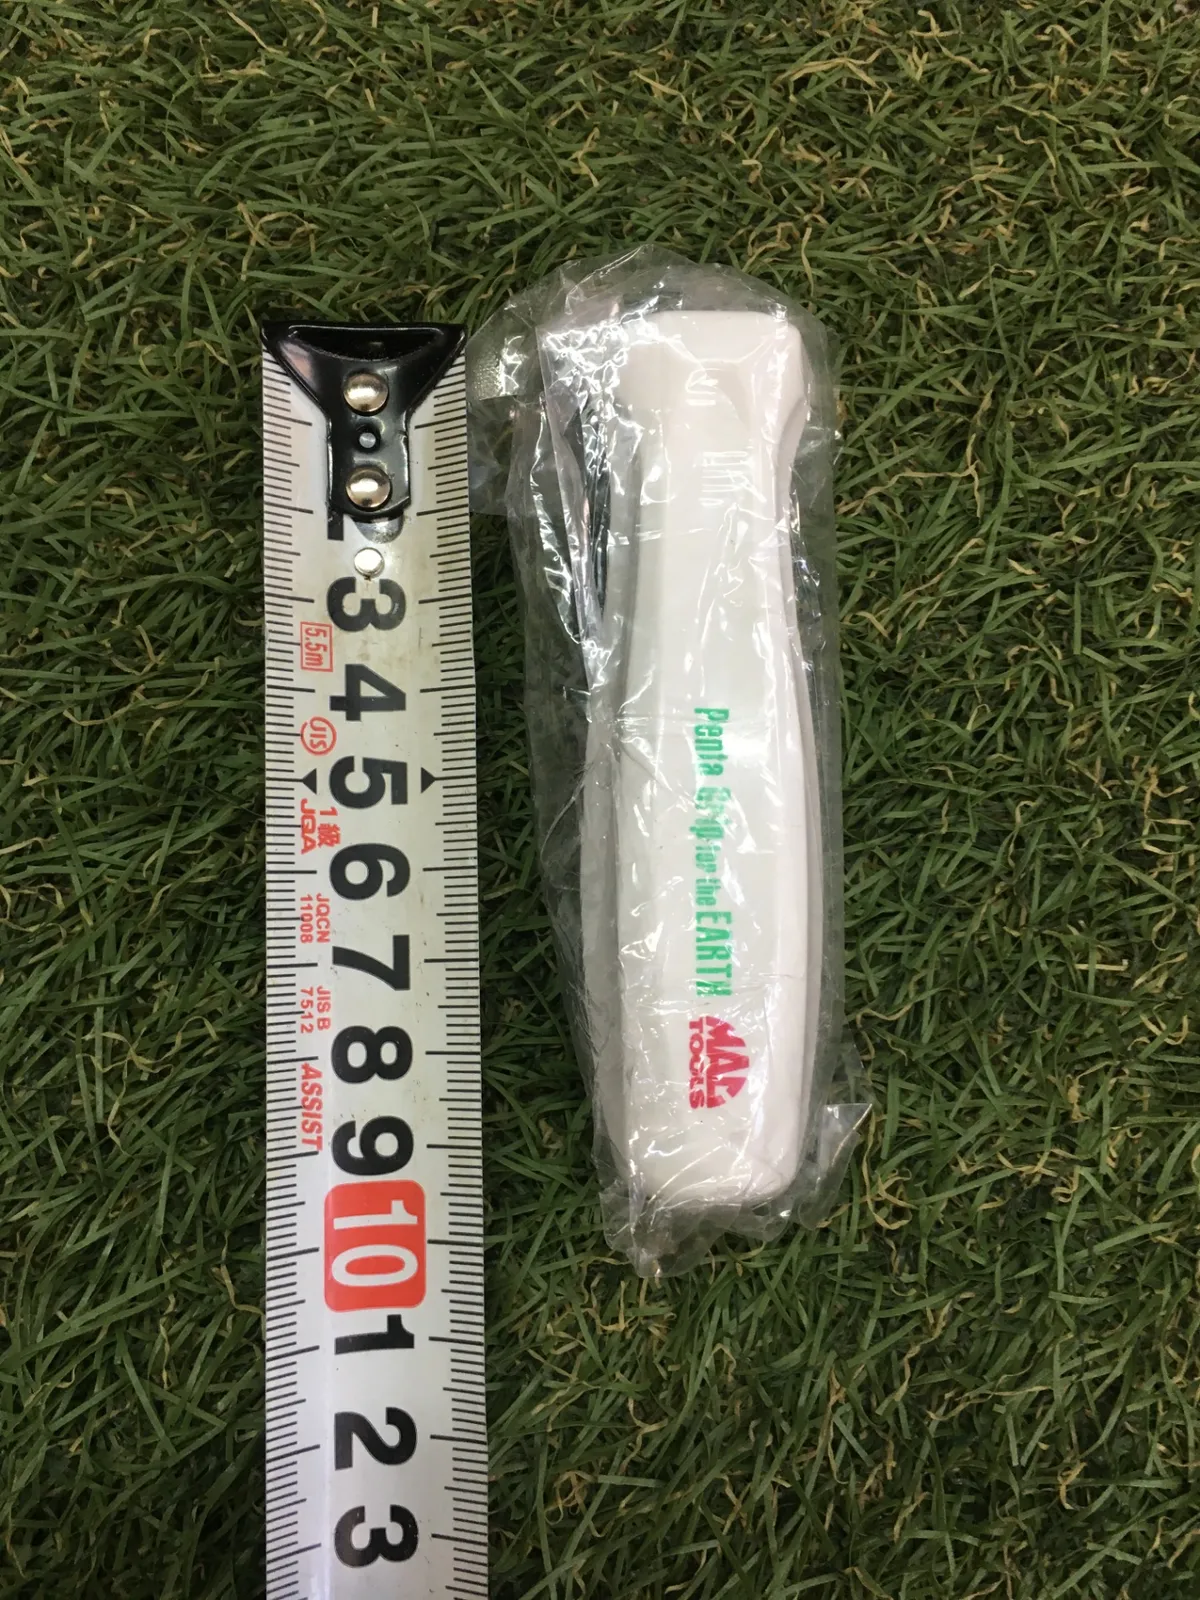 2
3
4
5
6
7
8
9
10
1
2
3
5.5m
JIS
1級
JQA
JQCN
11008
JIS B
7512
ASSIST
Penta Grip for the EARTH
MAC
TOOLS